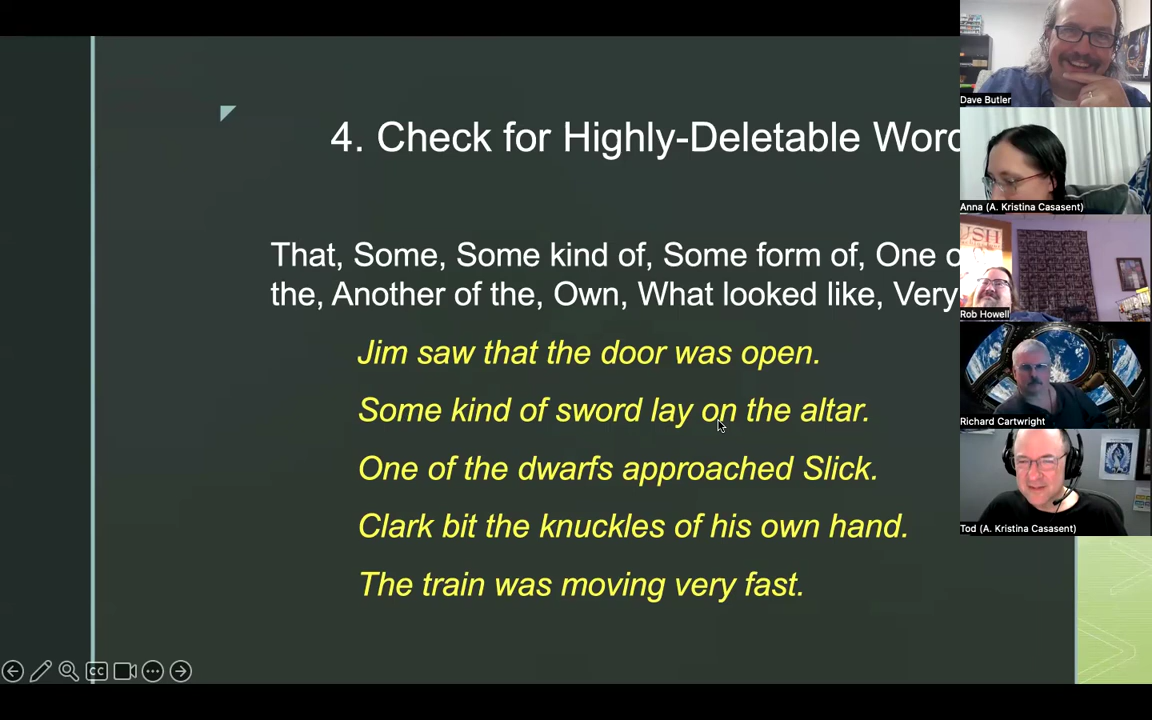 4. Check for Highly-Deletable
That, Some, Some kind of, Some form of, One
the, Another of the, Own, What looked like, Very
Jim saw that the door was open.
Some kind of sword lay on the altar.
One of the dwarfs approached Slick.
Clark bit the knuckles of his own hand.
The train was moving very fast.
CC
Dave Butler
Anna (A. Kristina Casasent)
Rob Howell
Richard Cartwright
Tod (A. Kristina Casasent)